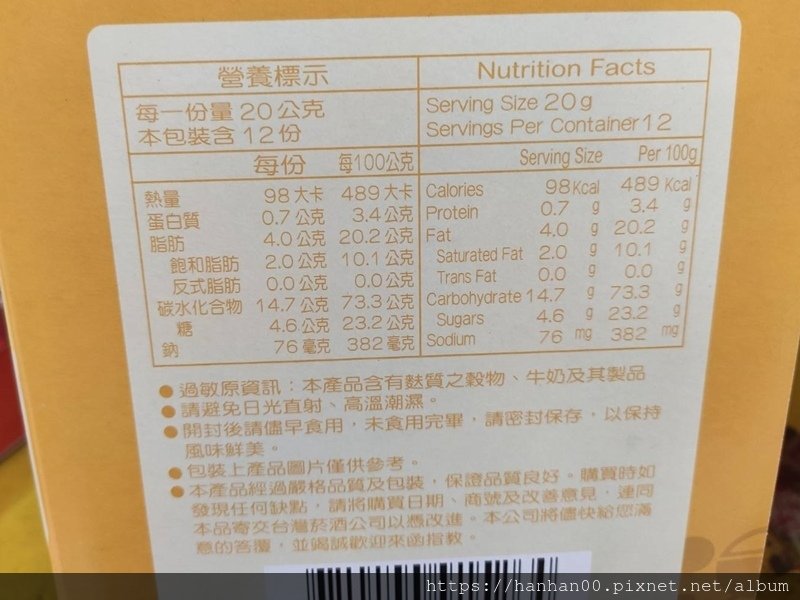 營養標示
每一份量 20 公克
本包裝含 12 份
每份 每100公克
熱量 98 大卡 489 大卡
蛋白質 0.7 公克 3.4 公克
脂肪 4.0 公克 20.2 公克
飽和脂肪 2.0 公克 10.1 公克
反式脂肪 0.0 公克 0.0 公克
碳水化合物 14.7 公克 73.3 公克
糖 4.6 公克 23.2 公克
鈉 76 毫克 382 毫克
Nutrition Facts
Serving Size 20 g
Servings Per Container 12
Serving Size Per 100g
Calories 98 Kcal 489 Kcal
Protein 0.7 g 3.4 g
Fat 4.0 g 20.2 g
Saturated Fat 2.0 g 10.1 g
Trans Fat 0.0 g 0.0 g
Carbohydrate 14.7 g 73.3 g
Sugars 4.6 g 23.2 g
Sodium 76 mg 382 mg
●過敏原資訊：本產品含有麩質之穀物、牛奶及其製品
●請避免日光直射、高溫潮濕。
●開封後請儘早食用，未食用完畢，請密封保存，以保持
風味鮮美。
●包裝上產品圖片僅供參考。
●本產品經過嚴格品質及包裝，保證品質良好。購買時如
發現任何缺點，請將購買日期、商號及改善意見，連同
本品寄交台灣菸酒公司以憑改進。本公司將儘快給您滿
意的答覆，並竭誠歡迎來函指教。
https://hanhan00.pixnet.net/album